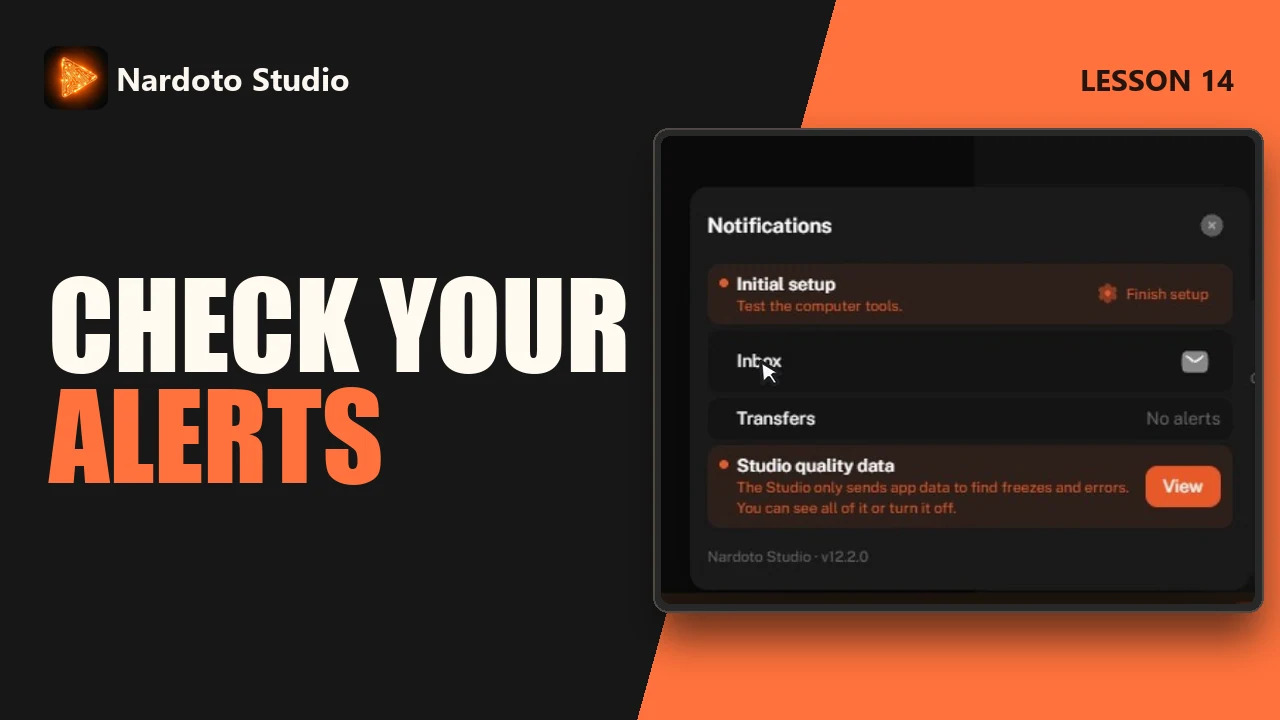 Nardoto Studio
LESSON 14
CHECK YOUR
ALERTS
Notifications
Initial setup
Test the computer tools.
Finish setup
Inbox
Transfers
No alerts
Studio quality data
The Studio only sends app data to find freezes and errors.
You can see all of it or turn it off.
View
Nardoto Studio · v12.2.0